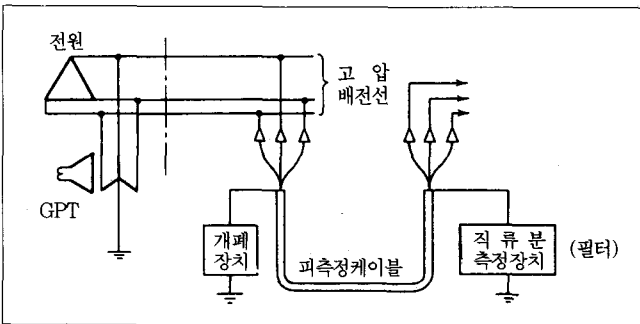 전원
고 압
배전선
GPT
개폐
장치
피측정케이블
직 류 분
측정장치
(필터)